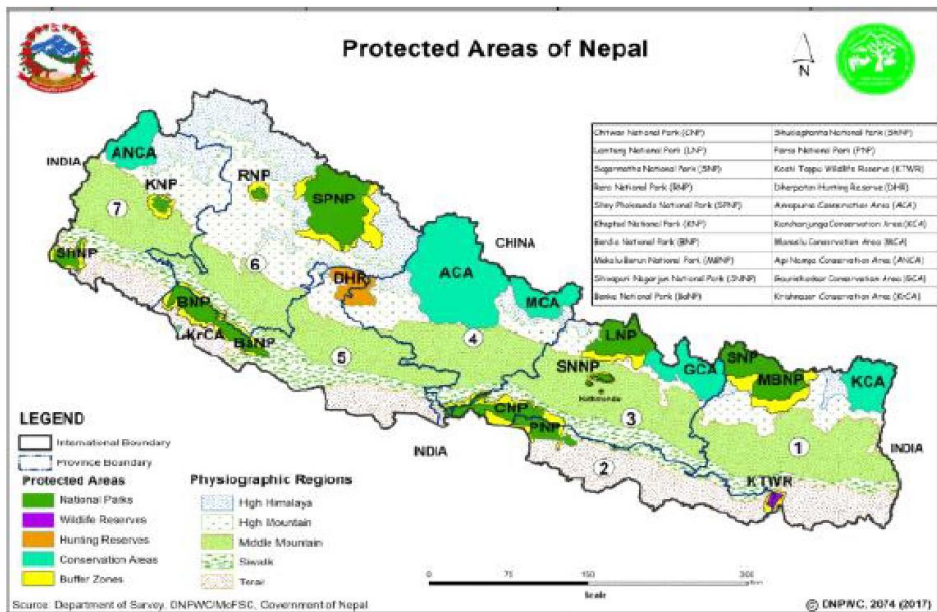 Protected Areas of Nepal
N
Chitwan National Park (CNP) Shuklaphanta National Park (ShNP)
Langtang National Park (LNP) Parsa National Park (PNP)
Sagarmatha National Park (SNP) Koshi Tappu Wildlife Reserve (KTWR)
Rara National Park (RNP) Dhorpatan Hunting Reserve (DHR)
Shey Phoksundo National Park (SPNP) Annapurna Conservation Area (ACA)
Khaptad National Park (KNP) Kanchanjunga Conservation Area (KCA)
Bardia National Park (BNP) Manaslu Conservation Area (MCA)
Makalu Barun National Park (MBNP) Api Nampa Conservation Area (ANCA)
Shivapuri Nagarjun National Park (SNNP) Gaurishankar Conservation Area (GCA)
Banke National Park (BaNP) Krishnasar Conservation Area (KrCA)
INDIA
ANCA
KNP
RNP
SPNP
7
CHINA
ShNP
6
DHR
ACA
MCA
BNP
KrCA
BaNP
5
4
LNP
SNNP
Kathmandu
GCA
SNP
MBNP
KCA
CNP
PNP
3
INDIA
2
1
INDIA
KTWR
LEGEND
International Boundary
Province Boundary
Protected Areas
National Parks
Wildlife Reserves
Hunting Reserves
Conservation Areas
Buffer Zones
Physiographic Regions
High Himalaya
High Mountain
Middle Mountain
Siwalik
Terai
0 75 150 300
Scale
Source: Department of Survey, DNPWC/MoFSC, Government of Nepal
© DNPWC, 2074 (2017)